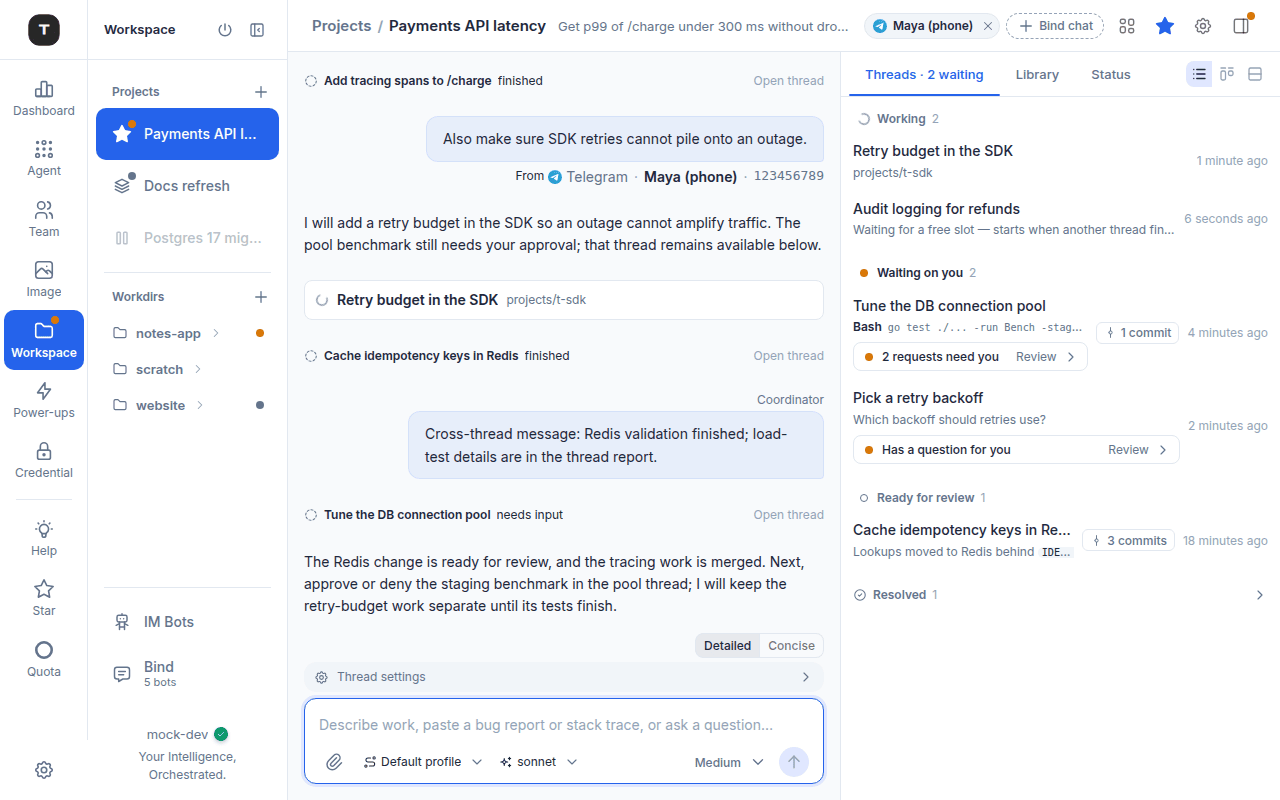 T
Dashboard
Agent
Team
Image
Workspace
Power-ups
Credential
Help
Star
Quota
Workspace
Projects
Payments API l...
Docs refresh
Postgres 17 mig...
Workdirs
notes-app
scratch
website
IM Bots
Bind
5 bots
mock-dev
Your Intelligence,
Orchestrated.
Projects / Payments API latency Get p99 of /charge under 300 ms without dro...
Maya (phone)
Bind chat
Add tracing spans to /charge finished Open thread
Also make sure SDK retries cannot pile onto an outage.
From Telegram · Maya (phone) · 123456789
I will add a retry budget in the SDK so an outage cannot amplify traffic. The
pool benchmark still needs your approval; that thread remains available below.
Retry budget in the SDK projects/t-sdk
Cache idempotency keys in Redis finished Open thread
Coordinator
Cross-thread message: Redis validation finished; load-
test details are in the thread report.
Tune the DB connection pool needs input Open thread
The Redis change is ready for review, and the tracing work is merged. Next,
approve or deny the staging benchmark in the pool thread; I will keep the
retry-budget work separate until its tests finish.
Detailed Concise
Thread settings
Describe work, paste a bug report or stack trace, or ask a question...
Default profile sonnet Medium
Threads · 2 waiting Library Status
Working 2
Retry budget in the SDK
projects/t-sdk
1 minute ago
Audit logging for refunds
Waiting for a free slot — starts when another thread fin...
6 seconds ago
Waiting on you 2
Tune the DB connection pool
Bash go test ./... -run Bench -stag...
1 commit 4 minutes ago
2 requests need you Review
Pick a retry backoff
Which backoff should retries use?
2 minutes ago
Has a question for you Review
Ready for review 1
Cache idempotency keys in Re...
Lookups moved to Redis behind IDE...
3 commits 18 minutes ago
Resolved 1